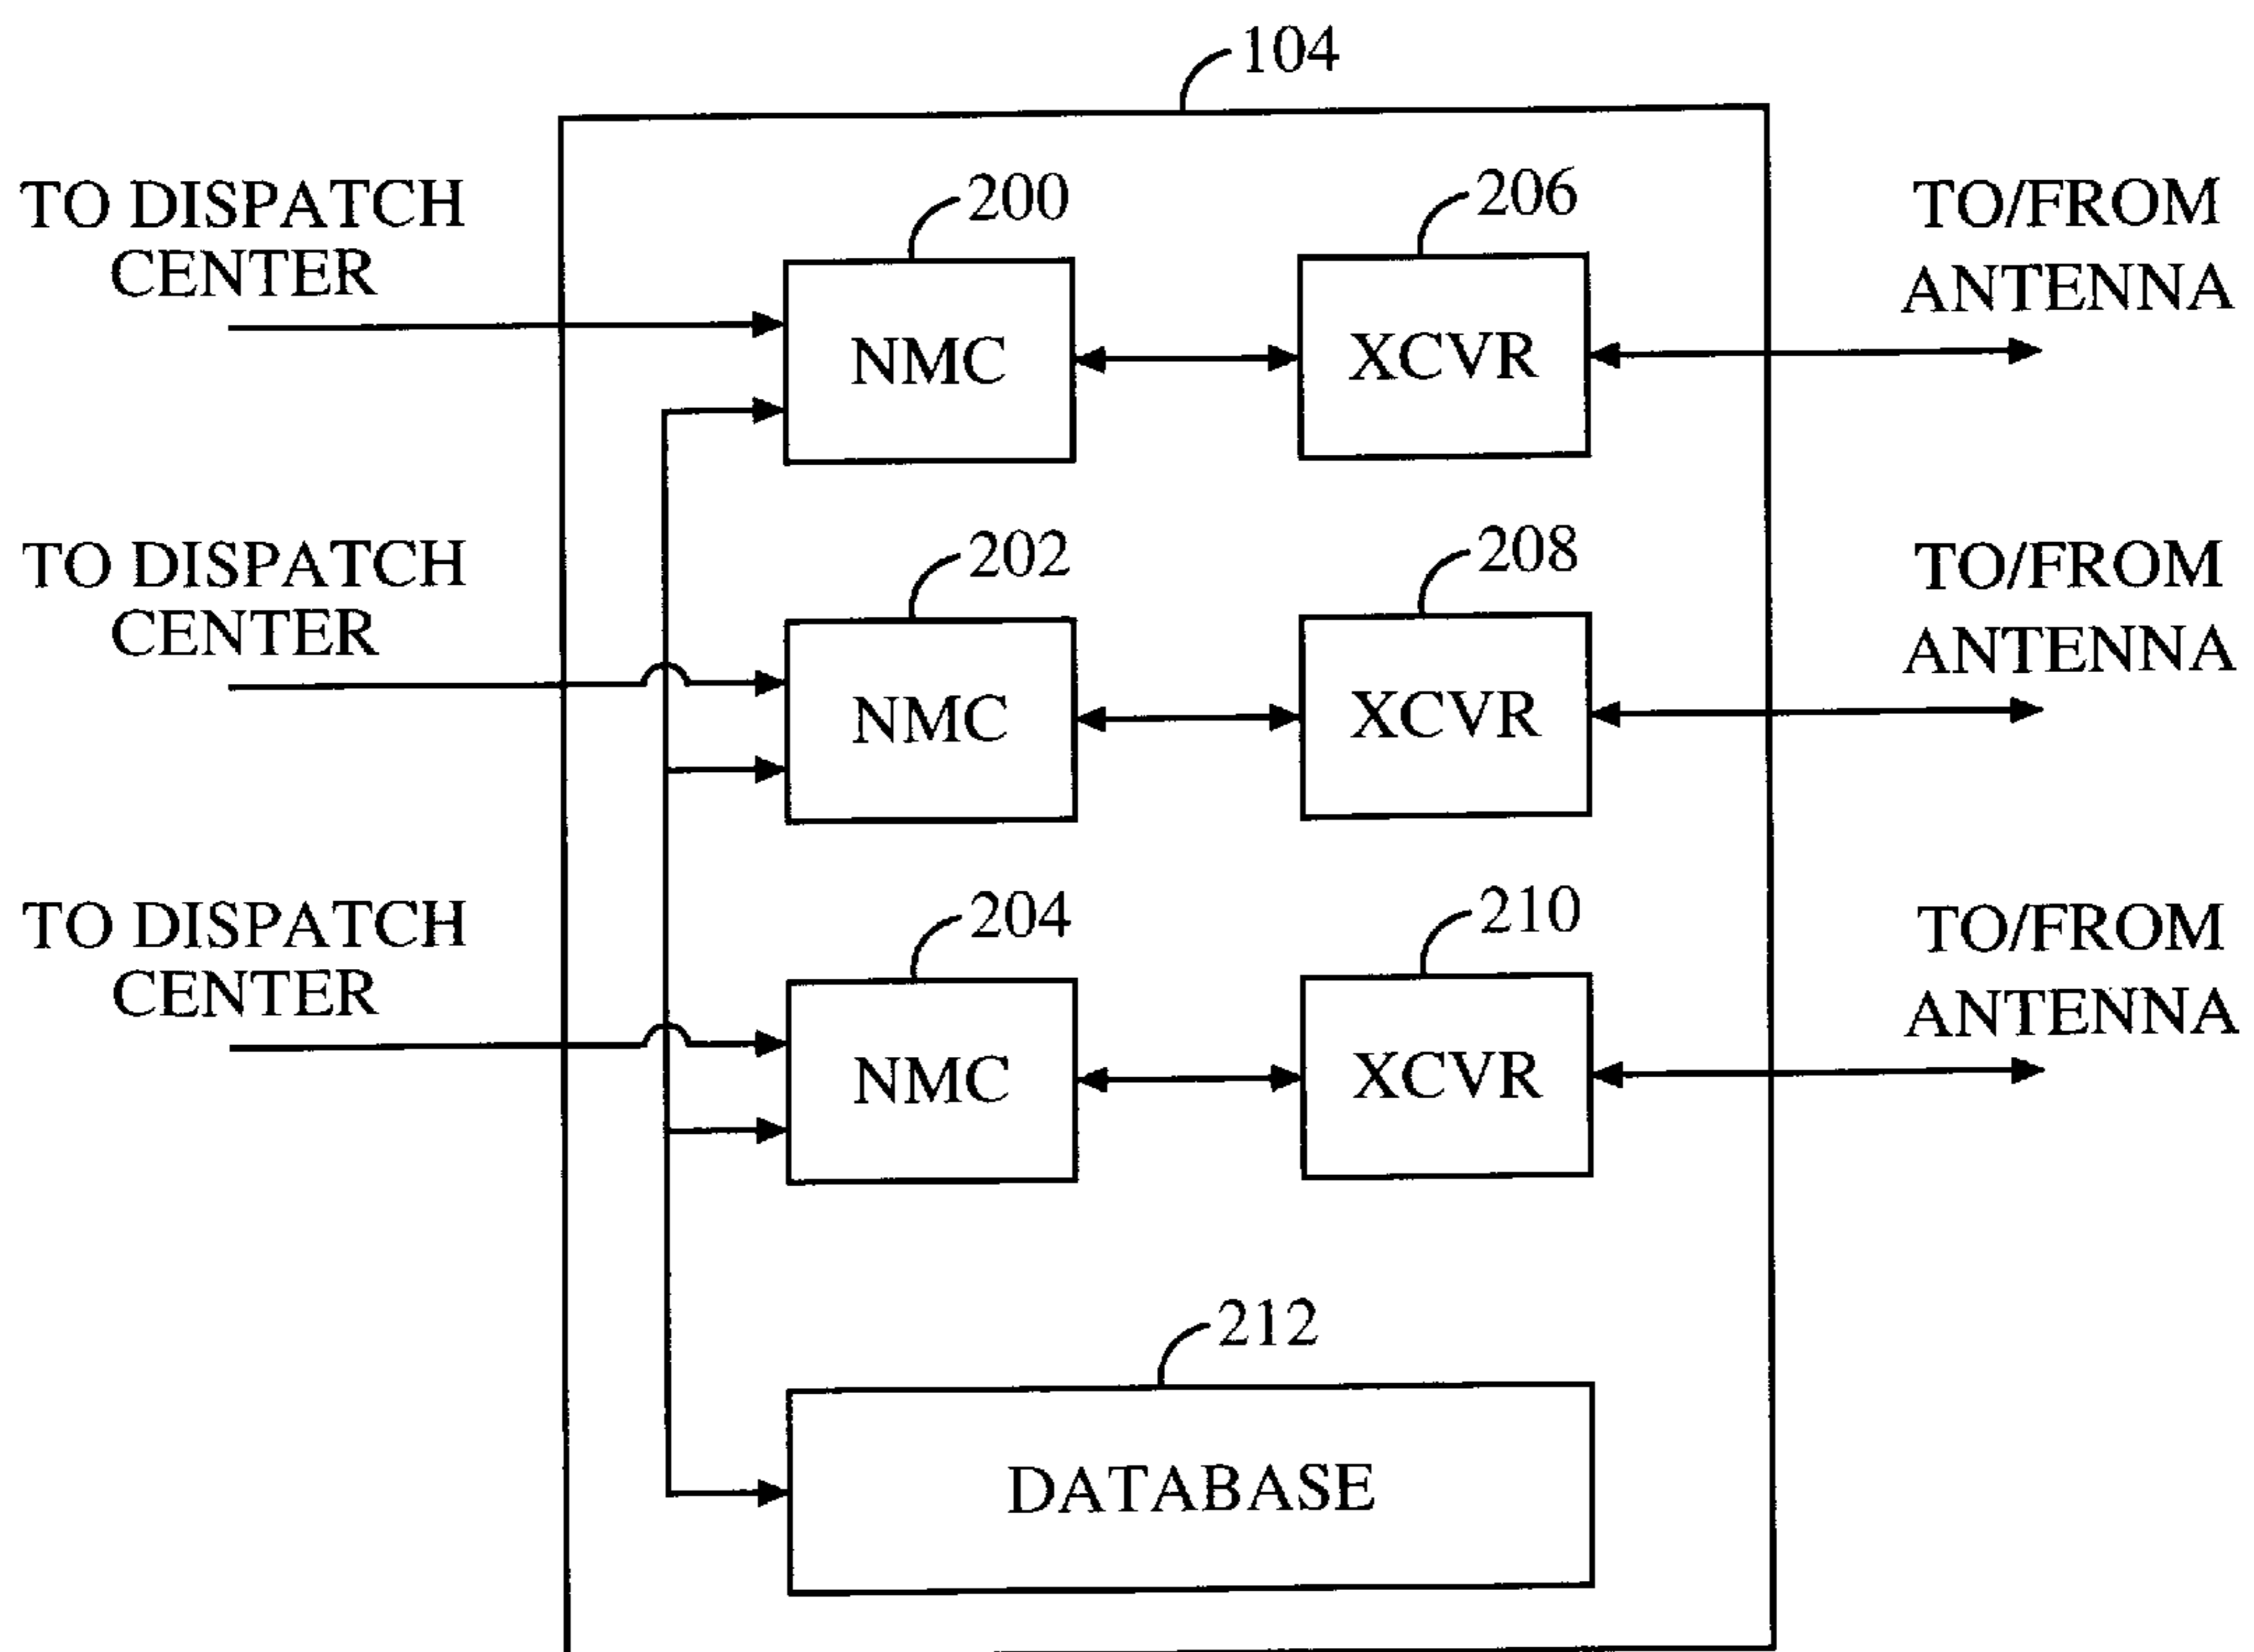 104
TO DISPATCH
CENTER
200
206
TO/FROM
ANTENNA
NMC
XCVR
TO DISPATCH
CENTER
202
208
TO/FROM
ANTENNA
NMC
XCVR
TO DISPATCH
CENTER
204
210
TO/FROM
ANTENNA
NMC
XCVR
212
DATABASE